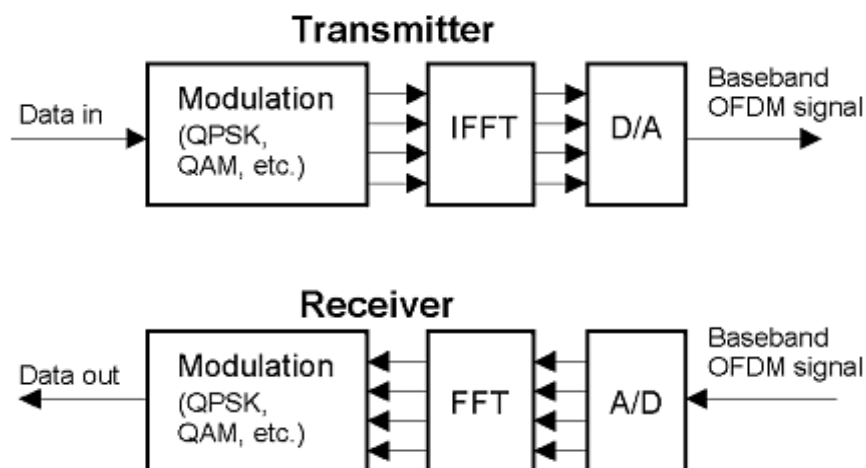 Transmitter
Data in
Modulation
(QPSK,
QAM, etc.)
IFFT
D/A
Baseband
OFDM signal
Receiver
Data out
Modulation
(QPSK,
QAM, etc.)
FFT
A/D
Baseband
OFDM signal